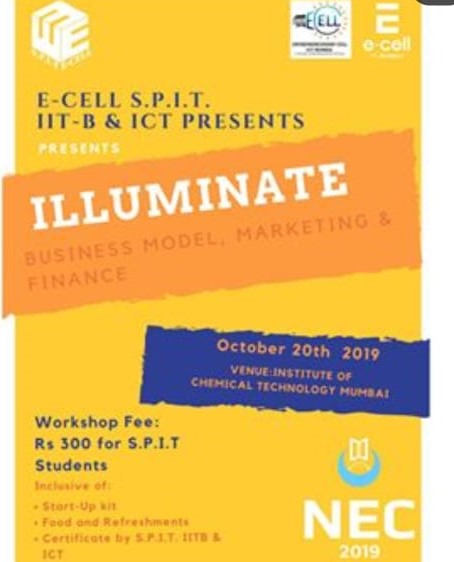 E-CELL
e-cell
E-CELL S.P.I.T.
IIT-B & ICT PRESENTS
PRESENTS
ILLUMINATE
BUSINESS MODEL, MARKETING &
FINANCE
October 20th 2019
VENUE:INSTITUTE OF
CHEMICAL TECHNOLOGY MUMBAI
Workshop Fee:
Rs 300 for S.P.I.T
Students
Inclusive of:
• Start-Up kit
• Food and Refreshments
• Certificate by S.P.I.T. IITB &
ICT
NEC
2019